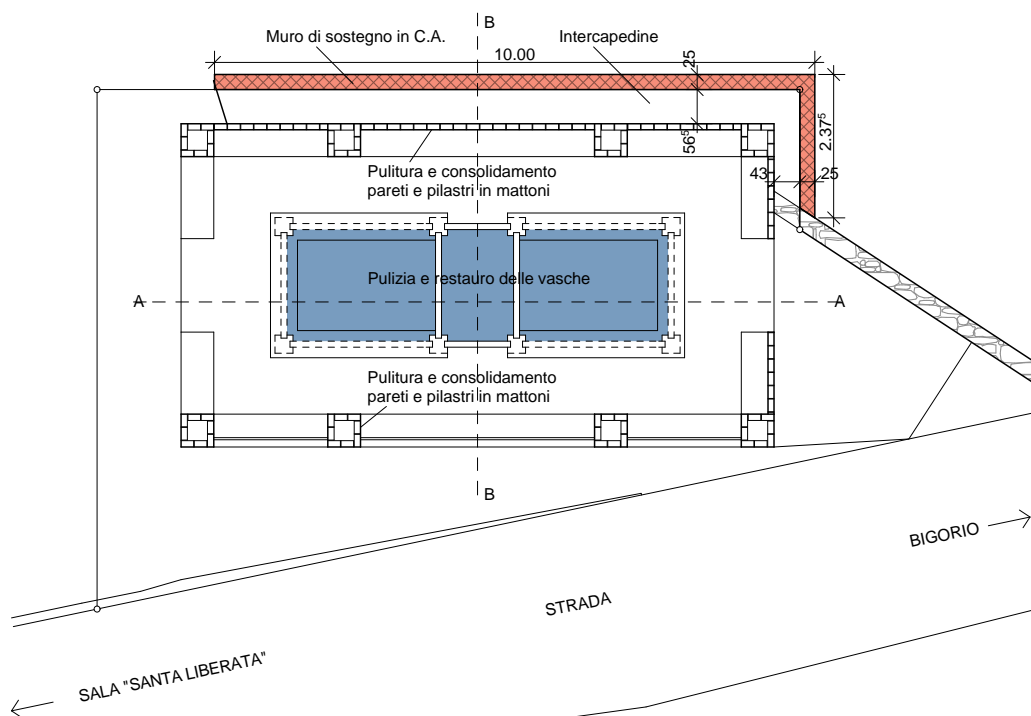 B
Muro di sostegno in C.A.
Intercapedine
10.00
25
2.37⁵
56⁵
Pulitura e consolidamento
pareti e pilastri in mattoni
43
25
Pulizia e restauro delle vasche
A
A
Pulitura e consolidamento
pareti e pilastri in mattoni
B
BIGORIO
STRADA
SALA "SANTA LIBERATA"